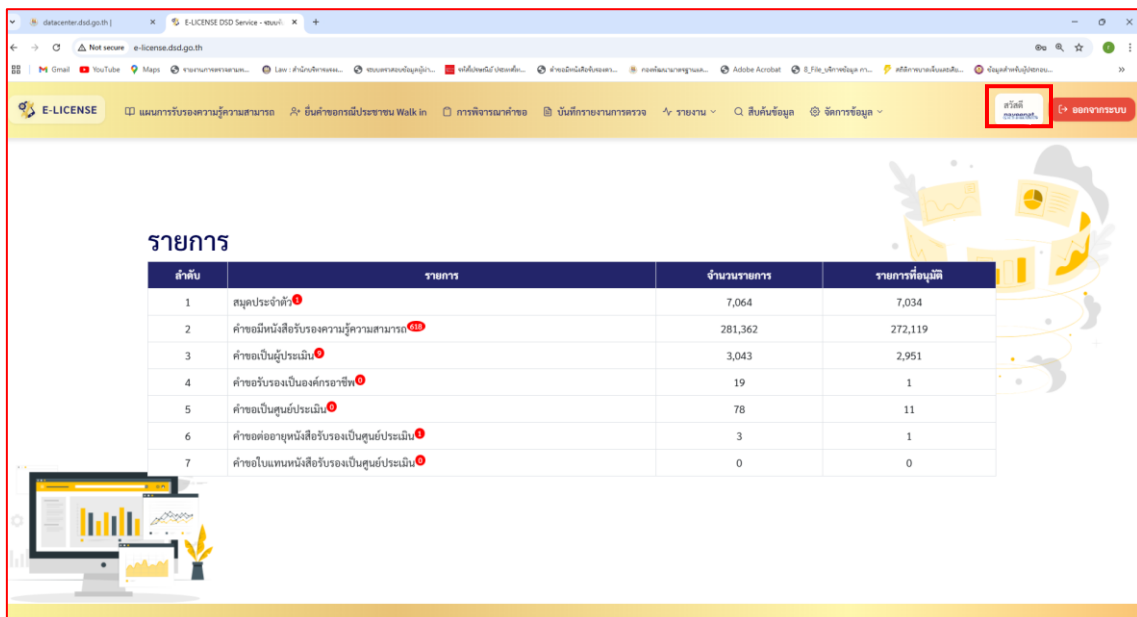 datacenter.dsd.go.th |
E-LICENSE DSD Service -
Not secure e-license.dsd.go.th
Gmail YouTube Maps Adobe Acrobat
E-LICENSE แผนการรับรองความรู้ความสามารถ ยื่นคำขอกรณีประชาชน Walk in การพิจารณาคำขอ บันทึกรายงานการตรวจ รายงาน สืบค้นข้อมูล จัดการข้อมูล สวัสดี ออกจากระบบ
รายการ
ลำดับ รายการ จำนวนรายการ รายการที่อนุมัติ
1 สมุดประจำตัว 1 7,064 7,034
2 คำขอมีหนังสือรับรองความรู้ความสามารถ 618 281,362 272,119
3 คำขอเป็นผู้ประเมิน 9 3,043 2,951
4 คำขอรับรองเป็นองค์กรอาชีพ 0 19 1
5 คำขอเป็นศูนย์ประเมิน 0 78 11
6 คำขอต่ออายุหนังสือรับรองเป็นศูนย์ประเมิน 1 3 1
7 คำขอใบแทนหนังสือรับรองเป็นศูนย์ประเมิน 0 0 0